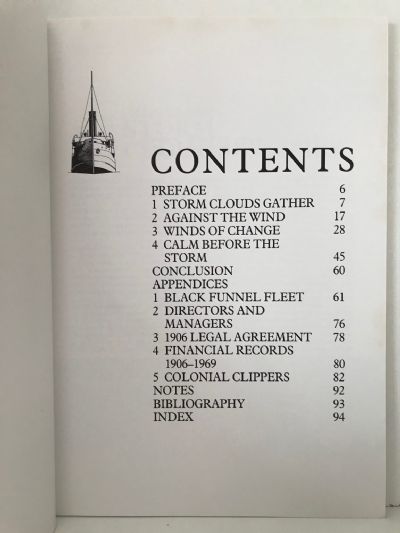 CONTENTS
PREFACE 6
1 STORM CLOUDS GATHER 7
2 AGAINST THE WIND 17
3 WINDS OF CHANGE 28
4 CALM BEFORE THE
STORM 45
CONCLUSION 60
APPENDICES
1 BLACK FUNNEL FLEET 61
2 DIRECTORS AND
MANAGERS 76
3 1906 LEGAL AGREEMENT 78
4 FINANCIAL RECORDS
1906–1969 80
5 COLONIAL CLIPPERS 82
NOTES 92
BIBLIOGRAPHY 93
INDEX 94